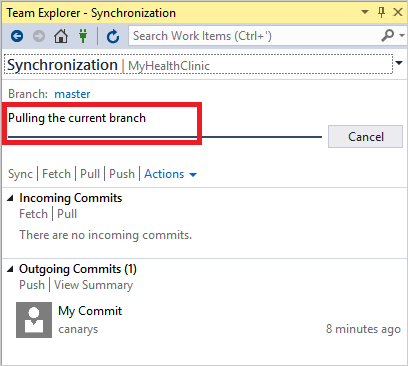 Team Explorer - Synchronization
Search Work Items (Ctrl+')
Synchronization | MyHealthClinic
Branch: master
Pulling the current branch
Cancel
Sync | Fetch | Pull | Push | Actions
Incoming Commits
Fetch | Pull
There are no incoming commits.
Outgoing Commits (1)
Push | View Summary
My Commit
canarys 8 minutes ago